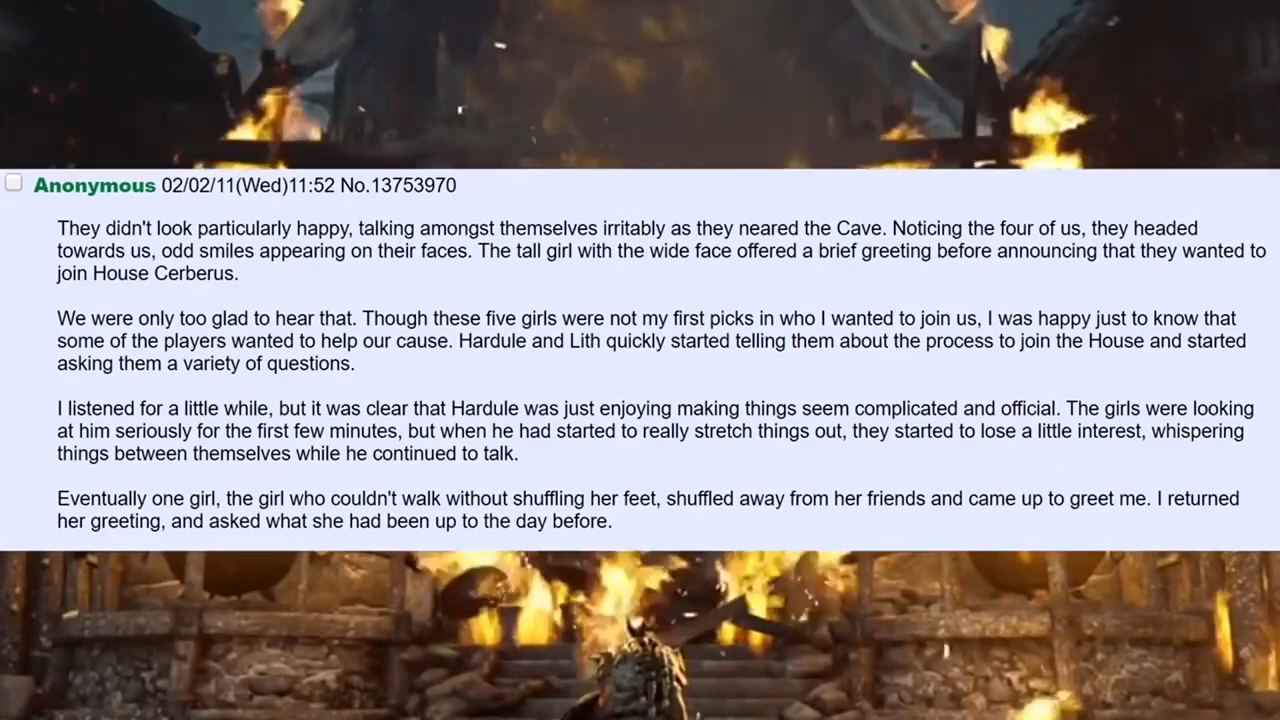 Anonymous 02/02/11(Wed)11:52 No.13753970
They didn't look particularly happy, talking amongst themselves irritably as they neared the Cave. Noticing the four of us, they headed
towards us, odd smiles appearing on their faces. The tall girl with the wide face offered a brief greeting before announcing that they wanted to
join House Cerberus.
We were only too glad to hear that. Though these five girls were not my first picks in who I wanted to join us, I was happy just to know that
some of the players wanted to help our cause. Hardule and Lith quickly started telling them about the process to join the House and started
asking them a variety of questions.
I listened for a little while, but it was clear that Hardule was just enjoying making things seem complicated and official. The girls were looking
at him seriously for the first few minutes, but when he had started to really stretch things out, they started to lose a little interest, whispering
things between themselves while he continued to talk.
Eventually one girl, the girl who couldn't walk without shuffling her feet, shuffled away from her friends and came up to greet me. I returned
her greeting, and asked what she had been up to the day before.